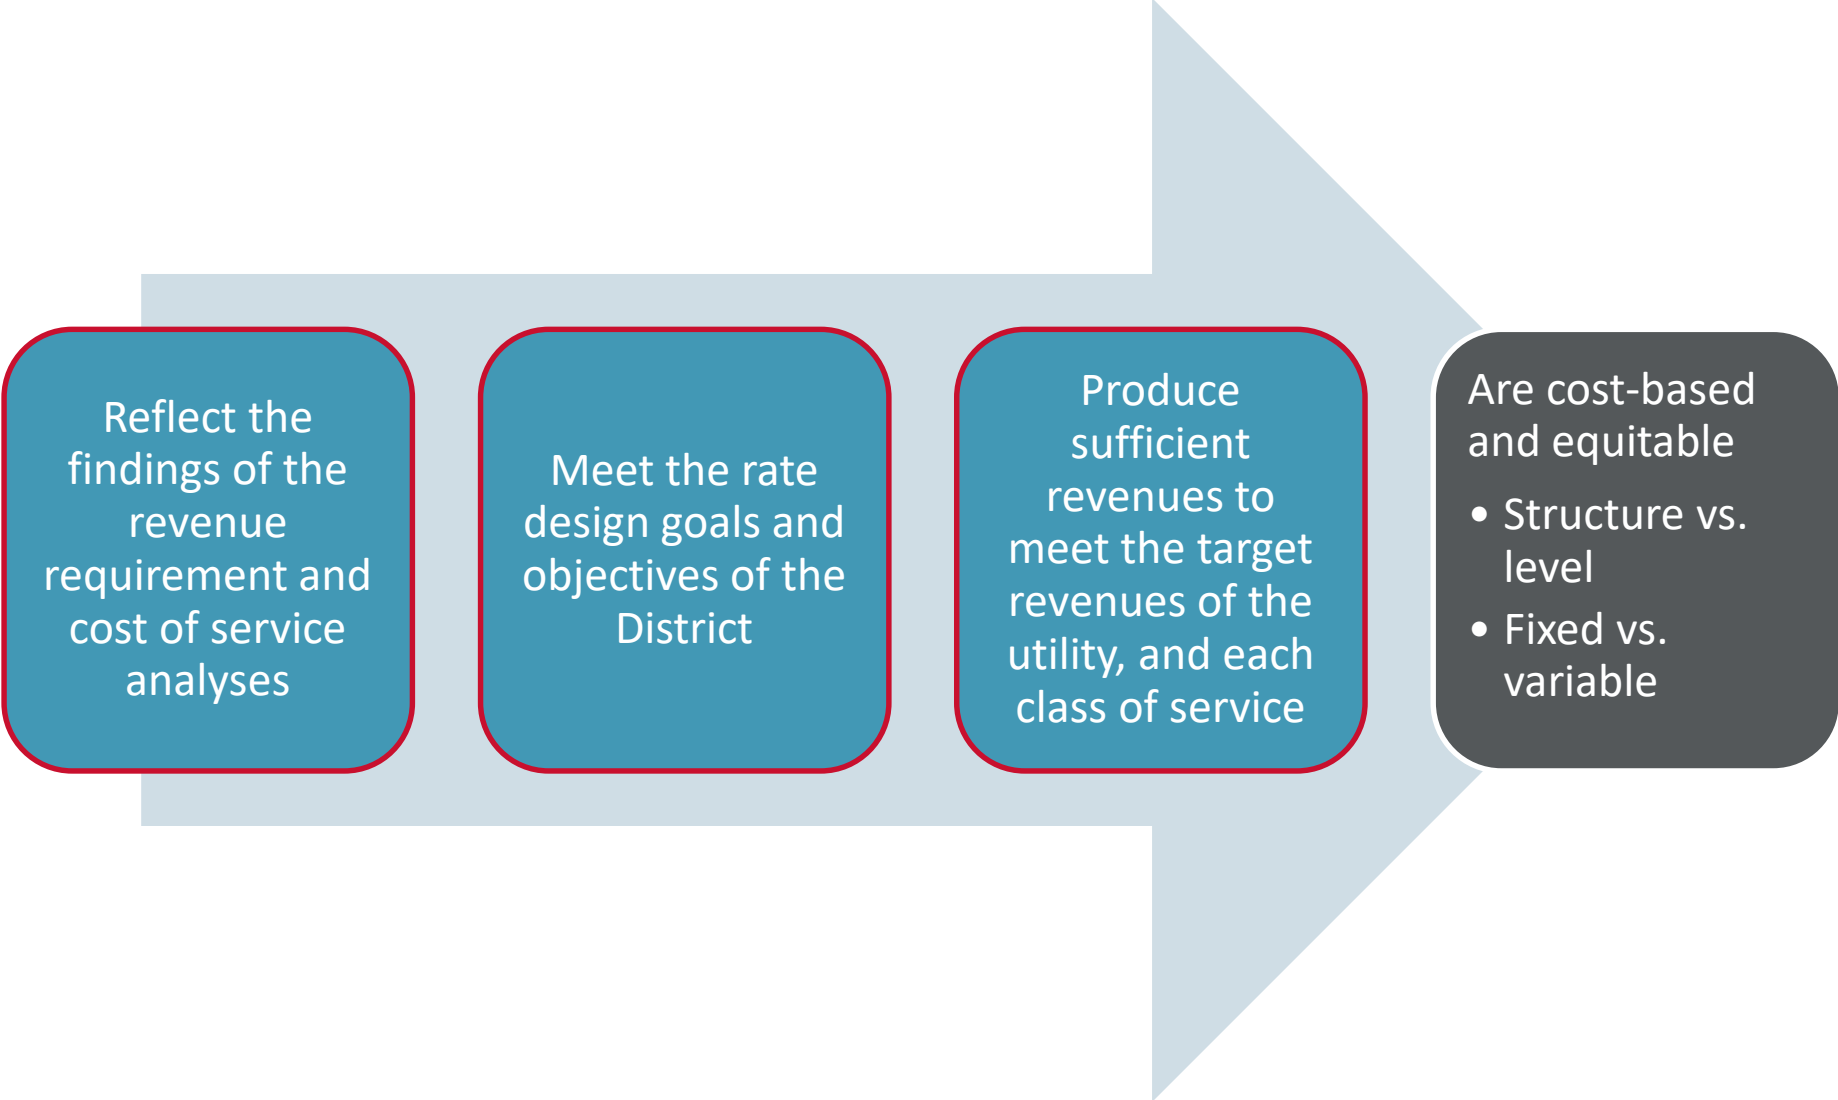 Reflect the
findings of the
revenue
requirement and
cost of service
analyses
Meet the rate
design goals and
objectives of the
District
Produce
sufficient
revenues to
meet the target
revenues of the
utility, and each
class of service
Are cost-based
and equitable
• Structure vs.
level
• Fixed vs.
variable